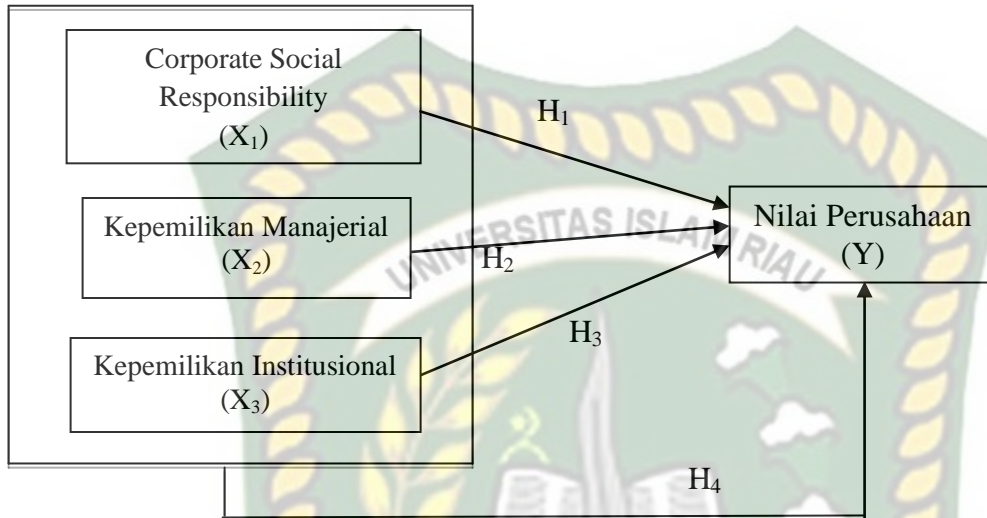 Corporate Social
Responsibility
(X₁)
H₁
Kepemilikan Manajerial
(X₂)
H₂
Nilai Perusahaan
(Y)
UNIVERSITAS ISLAM RIAU
Kepemilikan Institusional
(X₃)
H₃
H₄